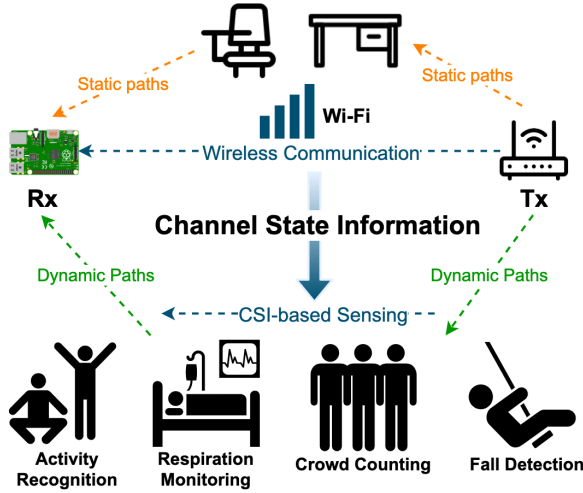 Static paths
Static paths
Wi-Fi
Wireless Communication
Rx
Tx
Channel State Information
Dynamic Paths
Dynamic Paths
CSI-based Sensing
Activity
Recognition
Respiration
Monitoring
Crowd Counting
Fall Detection